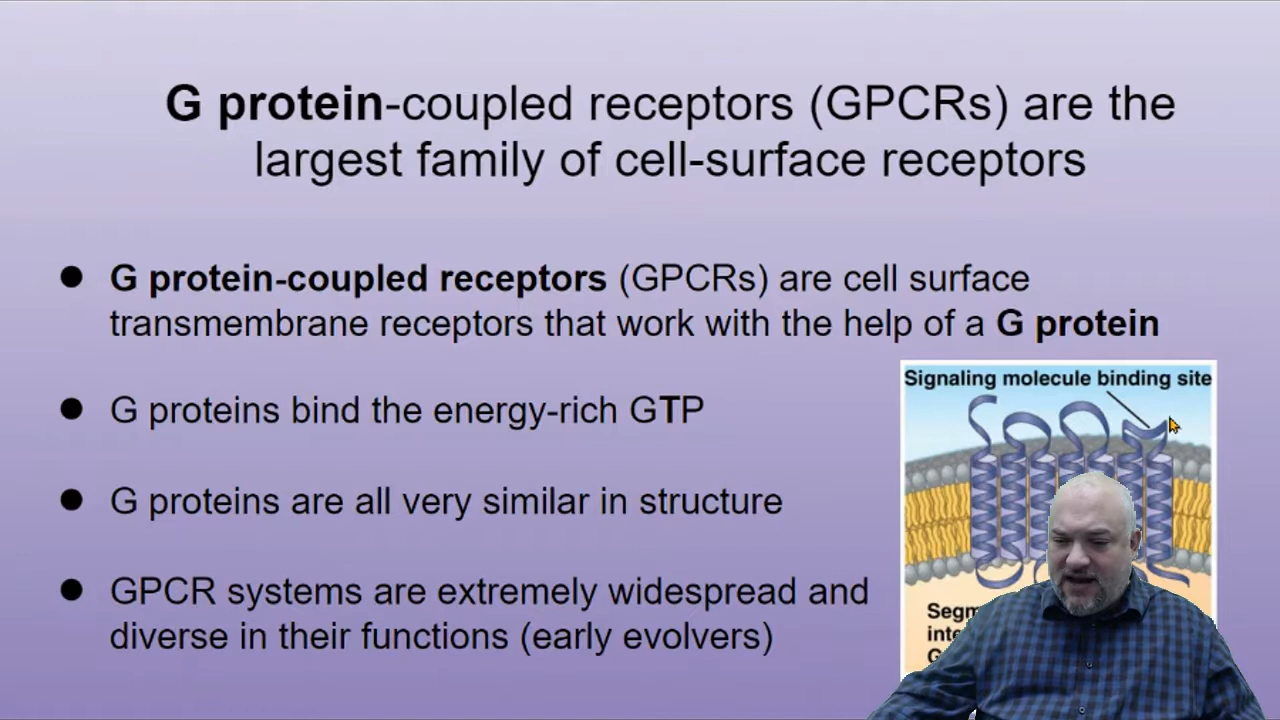 G protein-coupled receptors (GPCRs) are the
largest family of cell-surface receptors
● G protein-coupled receptors (GPCRs) are cell surface
transmembrane receptors that work with the help of a G protein
● G proteins bind the energy-rich GTP
● G proteins are all very similar in structure
● GPCR systems are extremely widespread and
diverse in their functions (early evolvers)
Signaling molecule binding site